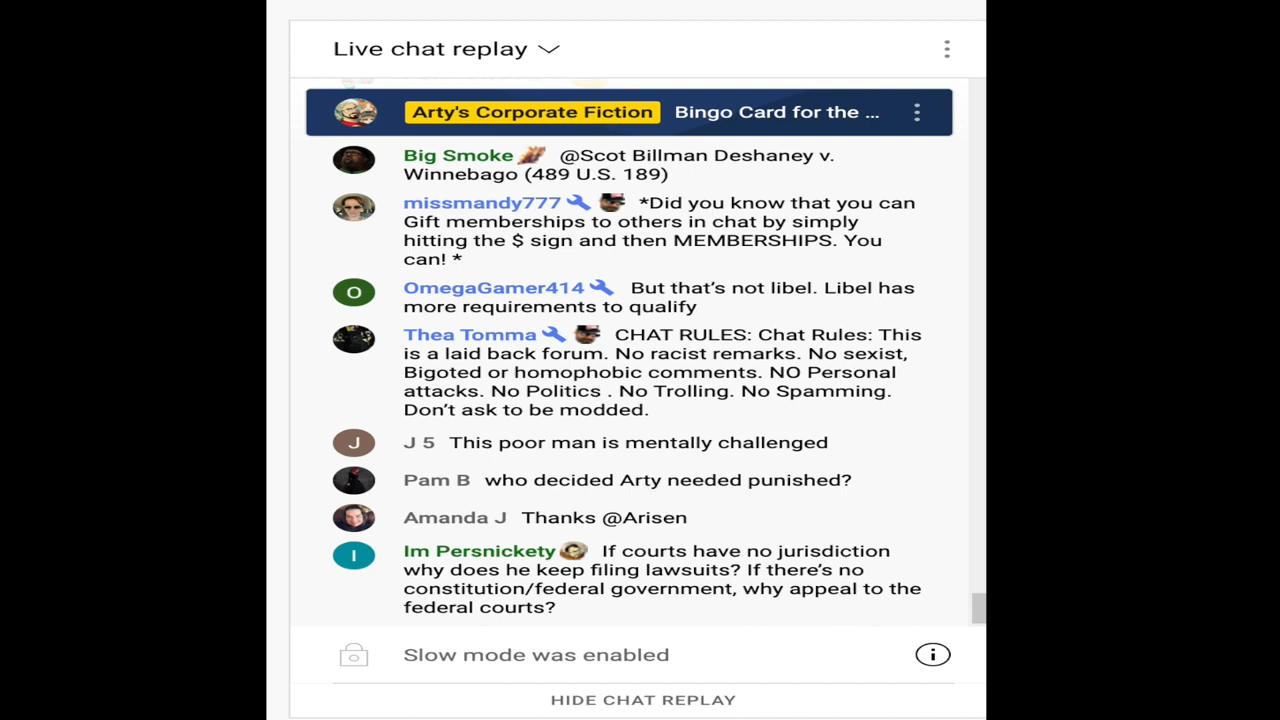 Live chat replay
Arty's Corporate Fiction Bingo Card for the ...
Big Smoke @Scot Billman Deshaney v.
Winnebago (489 U.S. 189)
missmandy777 *Did you know that you can
Gift memberships to others in chat by simply
hitting the $ sign and then MEMBERSHIPS. You
can! *
O OmegaGamer414 But that's not libel. Libel has
more requirements to qualify
Thea Tomma CHAT RULES: Chat Rules: This
is a laid back forum. No racist remarks. No sexist,
Bigoted or homophobic comments. NO Personal
attacks. No Politics . No Trolling. No Spamming.
Don't ask to be modded.
J J 5 This poor man is mentally challenged
Pam B who decided Arty needed punished?
Amanda J Thanks @Arisen
I Im Persnickety If courts have no jurisdiction
why does he keep filing lawsuits? If there's no
constitution/federal government, why appeal to the
federal courts?
Slow mode was enabled
HIDE CHAT REPLAY